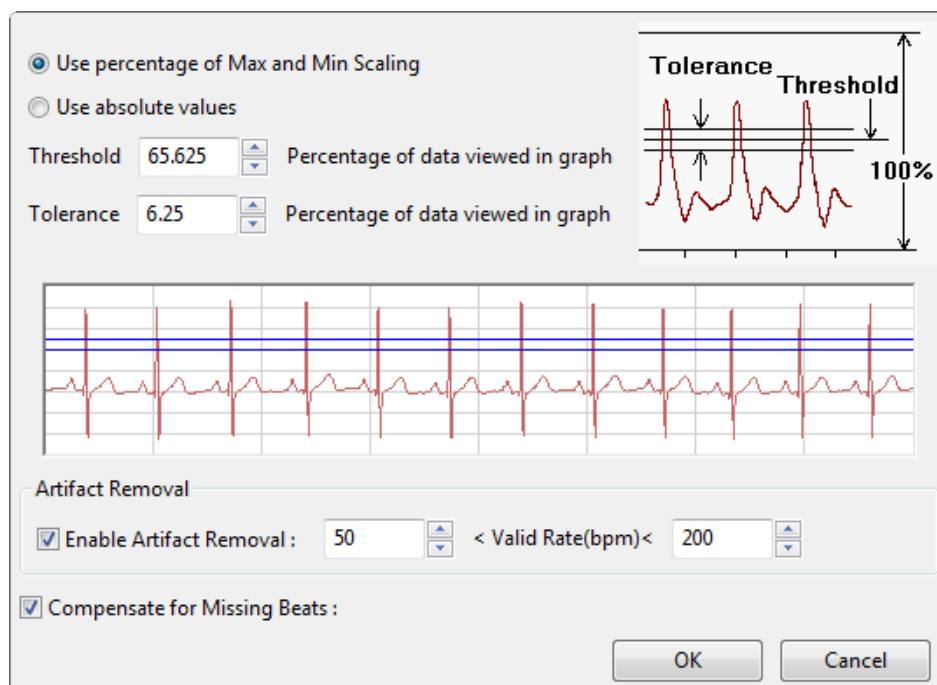 Use percentage of Max and Min Scaling
Use absolute values
Threshold 65.625 Percentage of data viewed in graph
Tolerance 6.25 Percentage of data viewed in graph
Tolerance
Threshold
100%
Artifact Removal
Enable Artifact Removal : 50 < Valid Rate(bpm)< 200
Compensate for Missing Beats :
OK Cancel